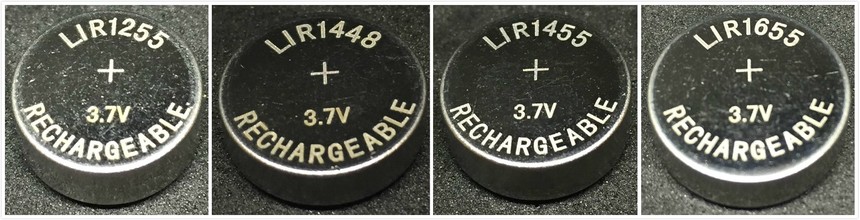 LIR1255
+
3.7V
RECHARGEABLE
LIR1448
+
3.7V
RECHARGEABLE
LIR1455
+
3.7V
RECHARGEABLE
LIR1655
+
3.7V
RECHARGEABLE